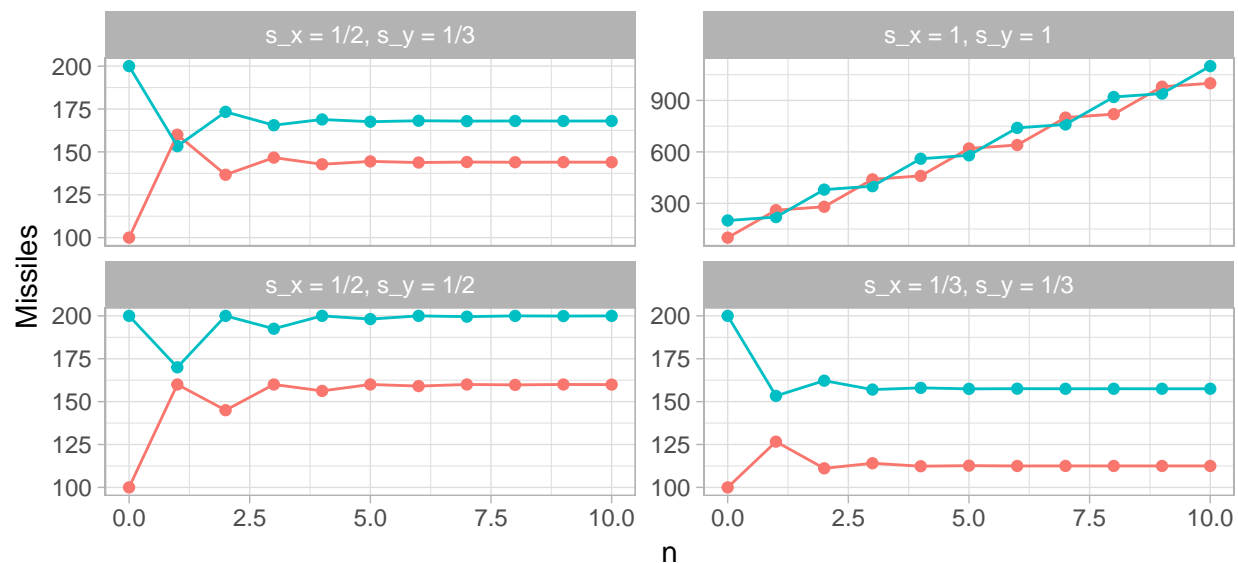 s_x = 1/2, s_y = 1/3
s_x = 1, s_y = 1
200
175
150
125
100
900
600
300
Missiles
s_x = 1/2, s_y = 1/2
s_x = 1/3, s_y = 1/3
200
175
150
125
100
200
175
150
125
100
0.0 2.5 5.0 7.5 10.0
0.0 2.5 5.0 7.5 10.0
n